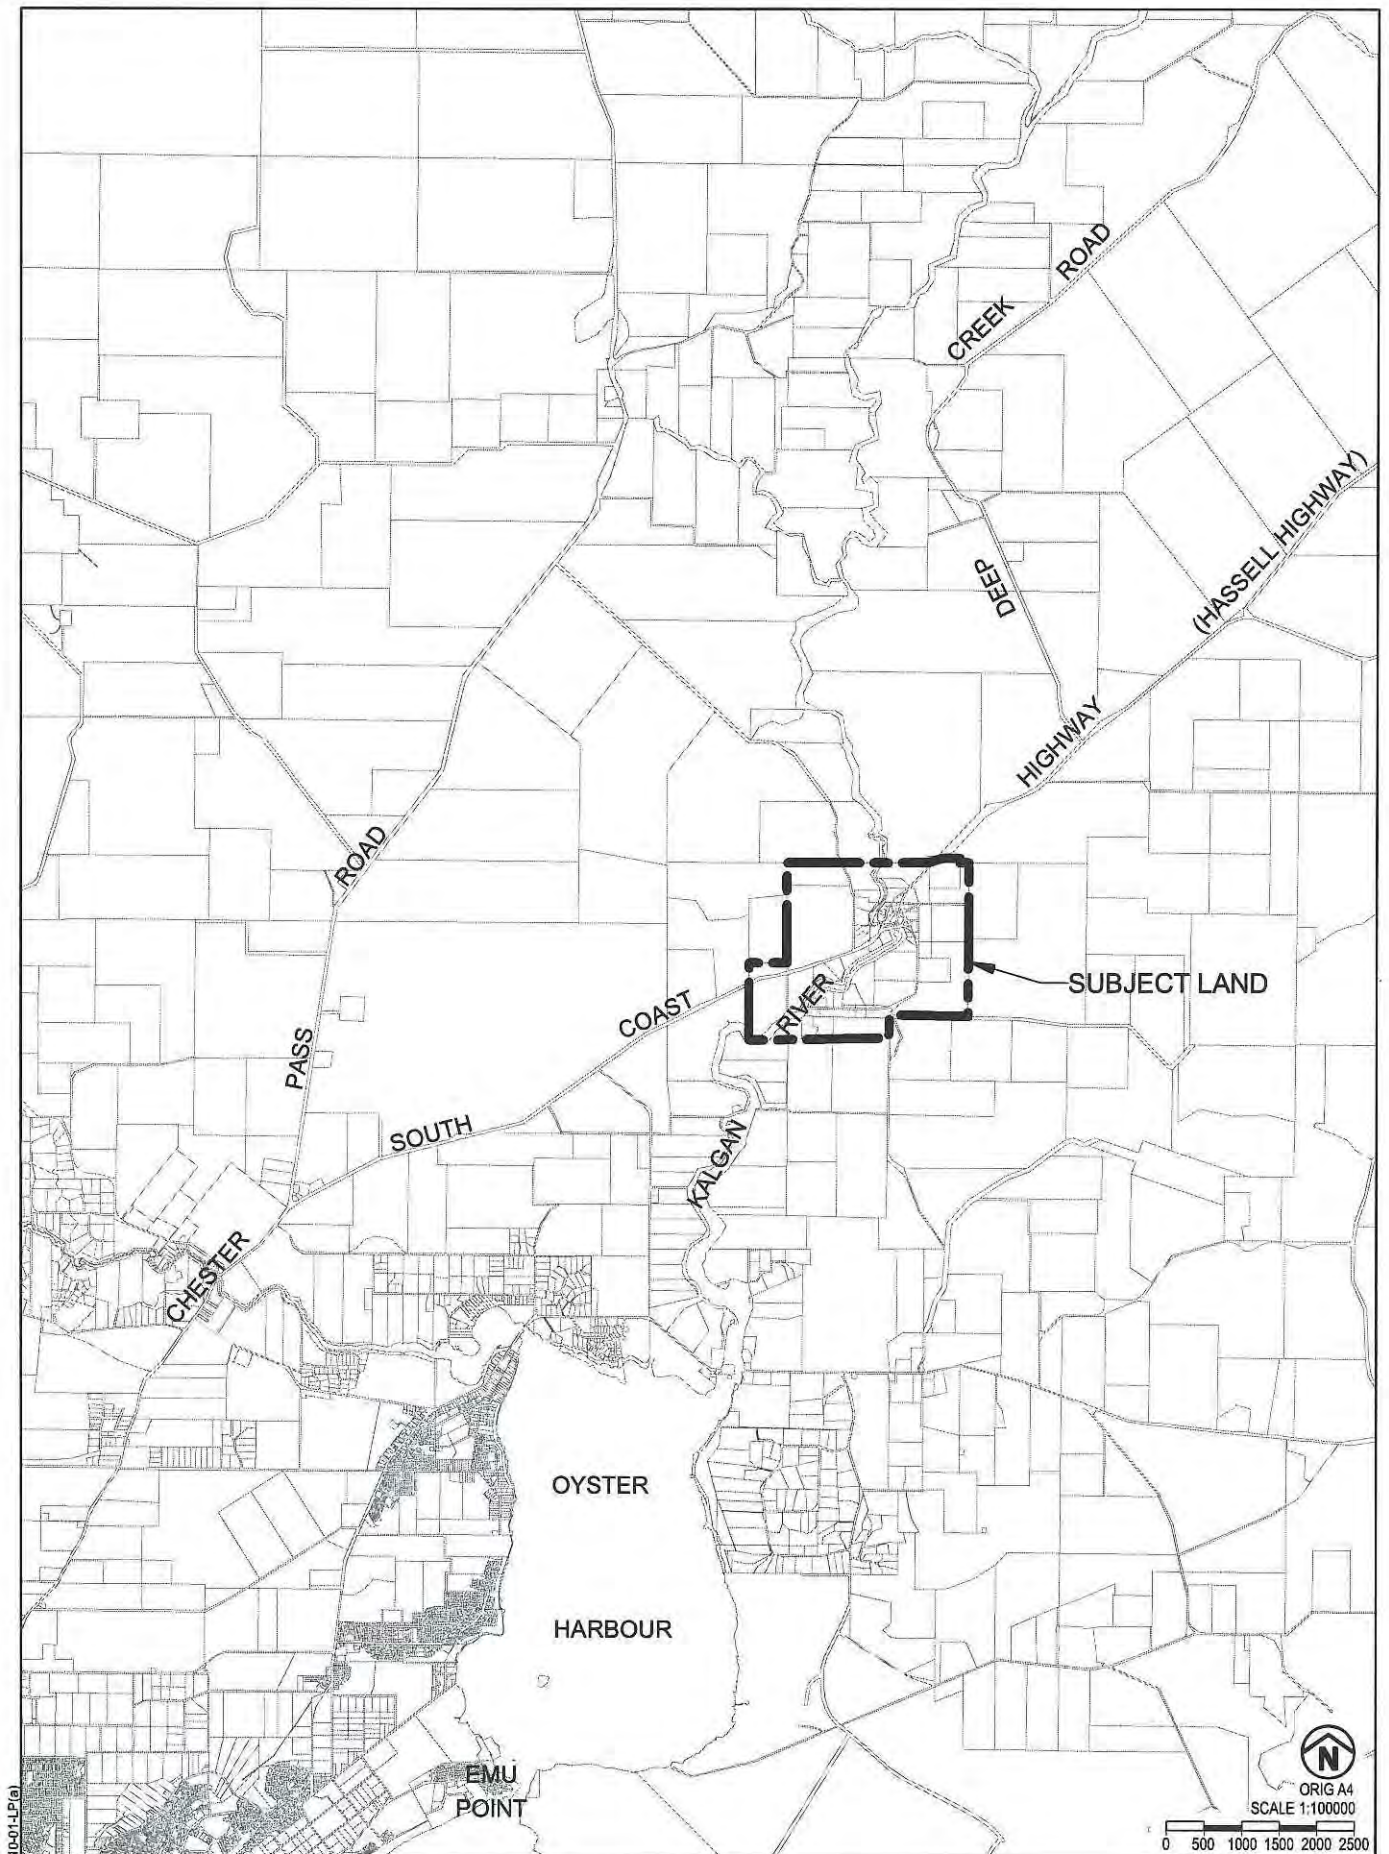 CREEK ROAD
DEEP
(HASSELL HIGHWAY)
HIGHWAY
ROAD
PASS
COAST
RIVER
SUBJECT LAND
SOUTH
KALGAN
CHESTER
OYSTER
HARBOUR
EMU
POINT
N
ORIG A4
SCALE 1:100000
0 500 1000 1500 2000 2500